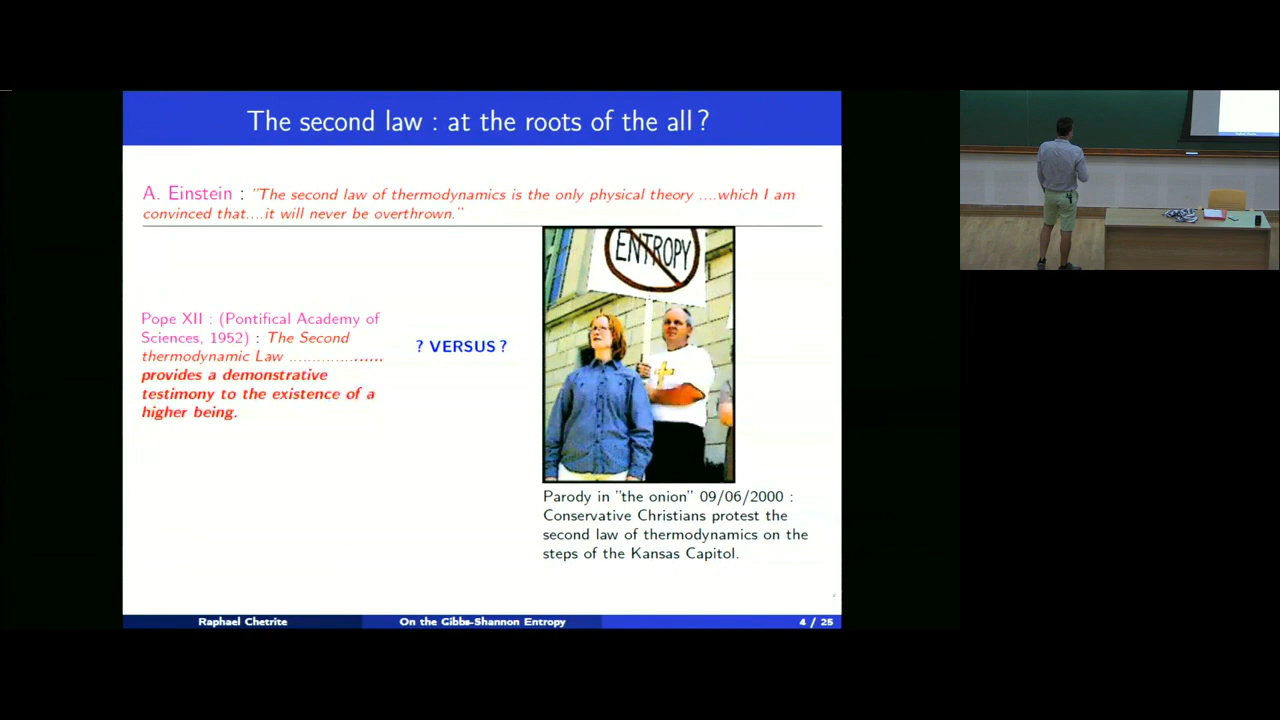 The second law : at the roots of the all ?
A. Einstein : "The second law of thermodynamics is the only physical theory ....which I am
convinced that....it will never be overthrown."
ENTROPY
Pope XII : (Pontifical Academy of
Sciences, 1952) : The Second
thermodynamic Law ......................
provides a demonstrative
testimony to the existence of a
higher being.
? VERSUS ?
Parody in "the onion" 09/06/2000 :
Conservative Christians protest the
second law of thermodynamics on the
steps of the Kansas Capitol.
Raphael Chetrite
On the Gibbs-Shannon Entropy
4 / 25